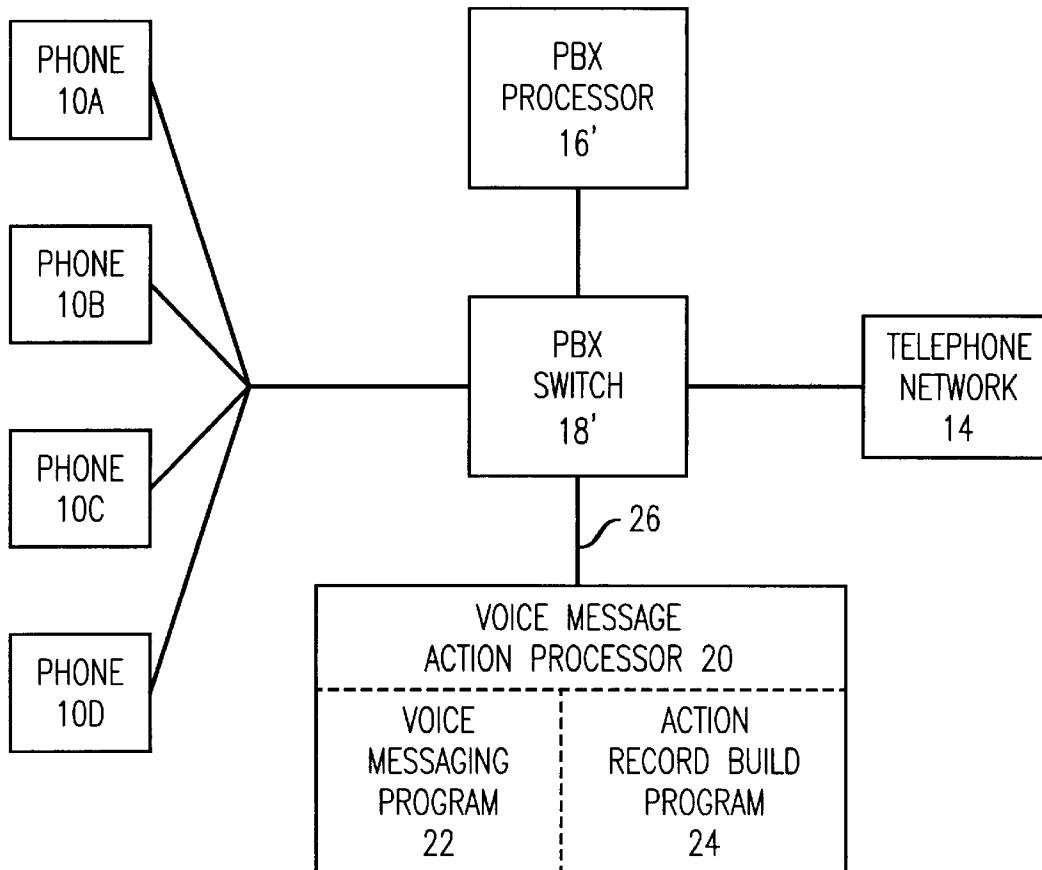 PHONE
10A
PHONE
10B
PHONE
10C
PHONE
10D
PBX
PROCESSOR
16'
PBX
SWITCH
18'
TELEPHONE
NETWORK
14
26
VOICE MESSAGE
ACTION PROCESSOR 20
VOICE
MESSAGING
PROGRAM
22
ACTION
RECORD BUILD
PROGRAM
24